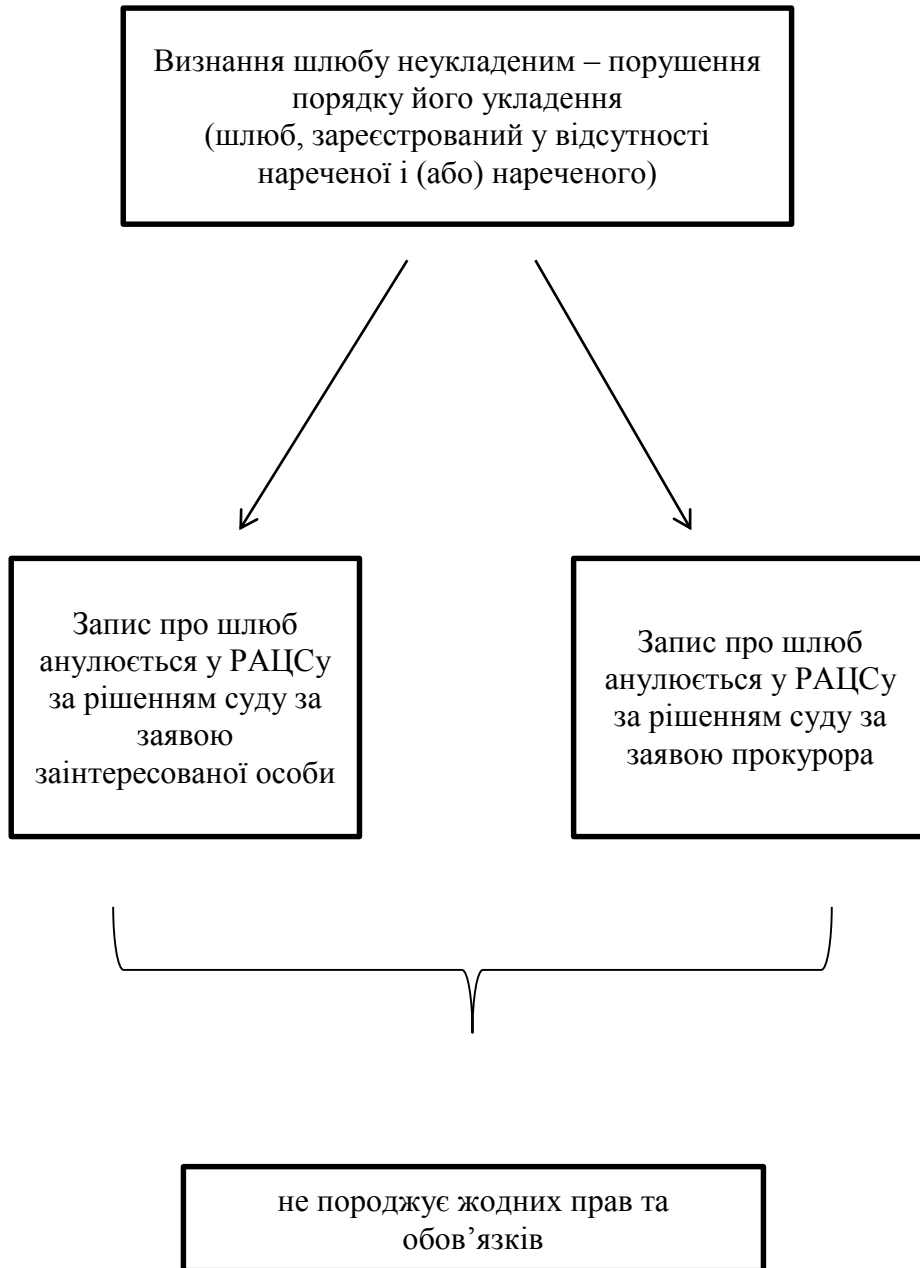 Визнання шлюбу неукладеним – порушення
порядку його укладення
(шлюб, зареєстрований у відсутності
нареченої і (або) нареченого)
Запис про шлюб
анулюється у РАЦСу
за рішенням суду за
заявою
заінтересованої особи
Запис про шлюб
анулюється у РАЦСу
за рішенням суду за
заявою прокурора
не породжує жодних прав та
обов’язків